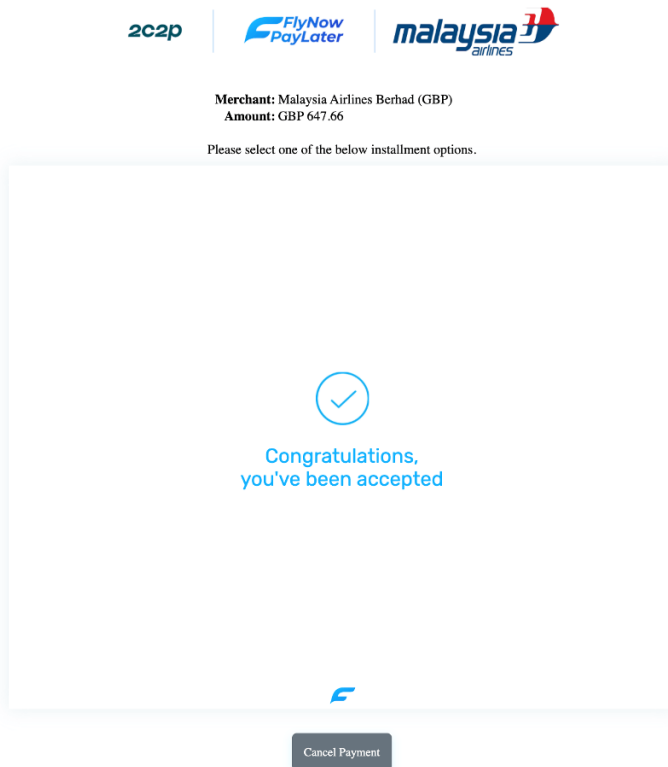 2c2p
FlyNow
PayLater
malaysia
airlines
Merchant: Malaysia Airlines Berhad (GBP)
Amount: GBP 647.66
Please select one of the below installment options.
Congratulations,
you've been accepted
Cancel Payment